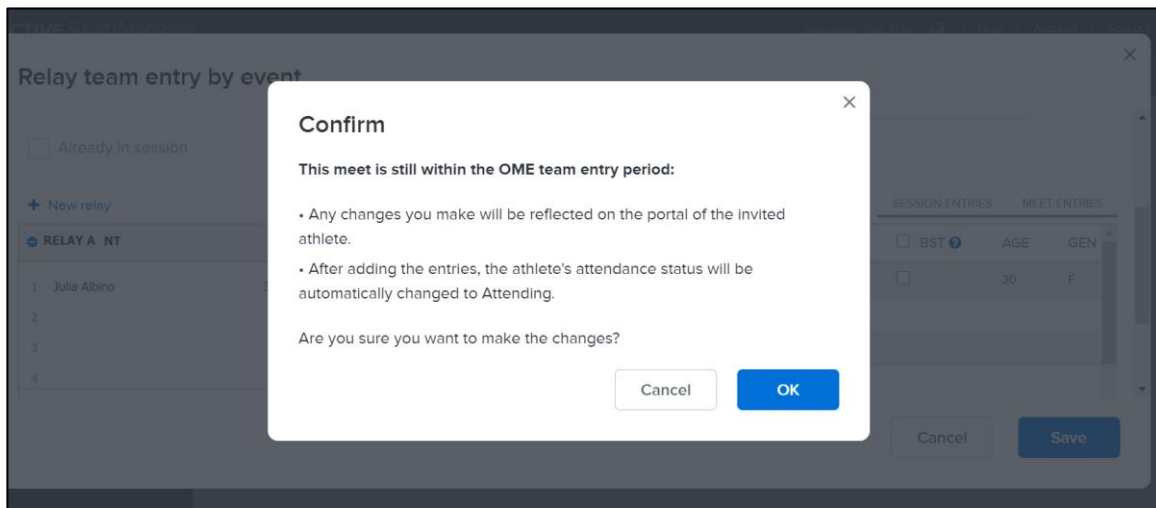 ACTIVE SwimManager
Relay team entry by event
Already in session
+ New relay
SESSION ENTRIES MEET ENTRIES
RELAY A NT
BST ? AGE GEN
1 Julia Albino 30 F
2
3
4
Cancel Save
Confirm
This meet is still within the OME team entry period:
• Any changes you make will be reflected on the portal of the invited
athlete.
• After adding the entries, the athlete's attendance status will be
automatically changed to Attending.
Are you sure you want to make the changes?
Cancel OK